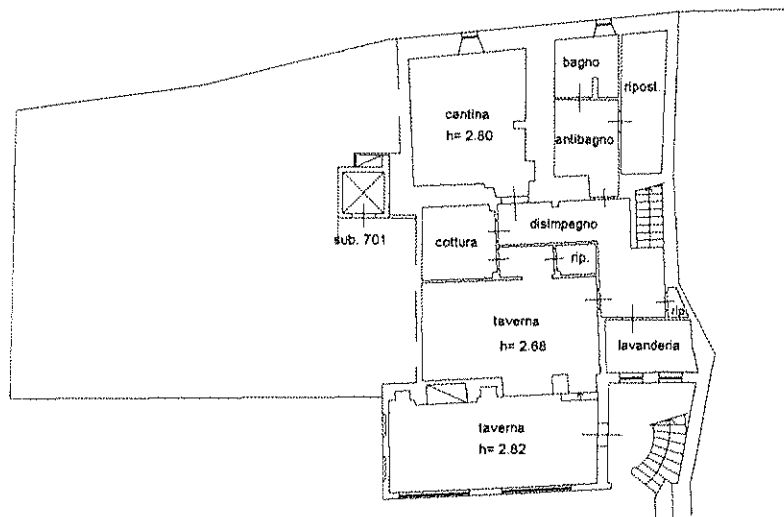 bagno
ripost.
cantina
h= 2.80
antibagno
disimpegno
sub. 701
cottura
rip.
rip.
taverna
h= 2.68
lavanderia
taverna
h= 2.82